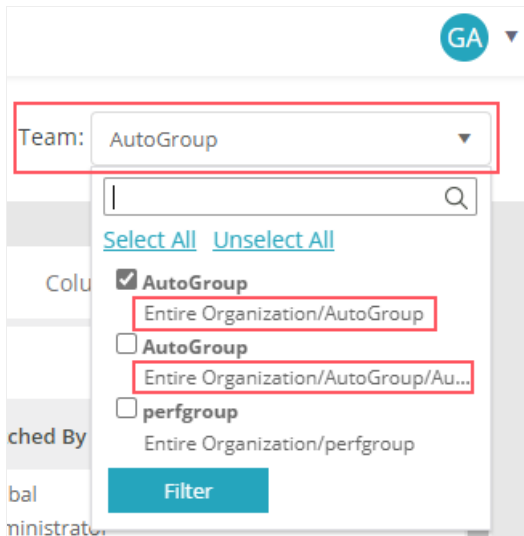 GA
Team: AutoGroup
Select All Unselect All
Colu
AutoGroup
Entire Organization/AutoGroup
AutoGroup
Entire Organization/AutoGroup/Au...
perfgroup
ched By
Entire Organization/perfgroup
Filter
bal
ministrator